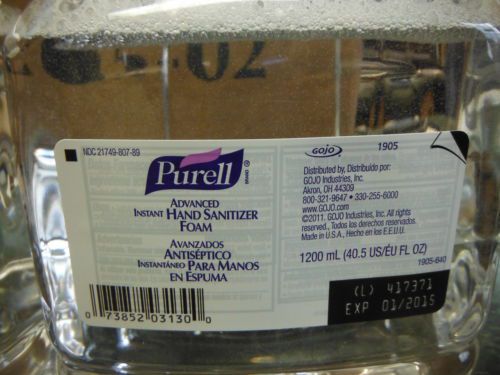 -02
NDC 21749-807-89
Purell
BRAND
ADVANCED
INSTANT HAND SANITIZER
FOAM
AVANZADOS
ANTISÉPTICO
INSTANTÁNEO PARA MANOS
EN ESPUMA
0 73852 03130 0
GOJO
1905
Distributed by, Distribuido por:
GOJO Industries, Inc.
Akron, OH 44309
800-321-9647 • 330-255-6000
www.GOJO.com
©2011. GOJO Industries, Inc. All rights
reserved., Todos los derechos reservados.
Made in U.S.A., Hecho en los E.E.U.U.
1200 mL (40.5 US/ÉU FL OZ)
1905-640
(L) 417371
EXP 01/2015